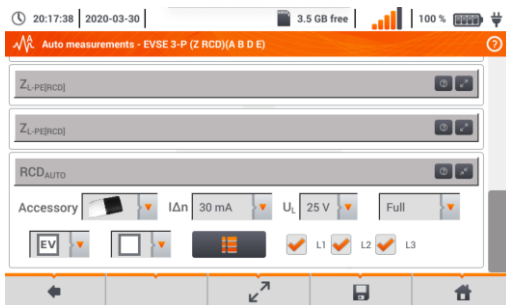 20:17:38 2020-03-30 3.5 GB free 100 %
Auto measurements - EVSE 3-P (Z RCD)(A B D E) ?
ZL-PE[RCD]
ZL-PE[RCD]
RCDAUTO
Accessory IΔn 30 mA UL 25 V Full
EV L1 L2 L3